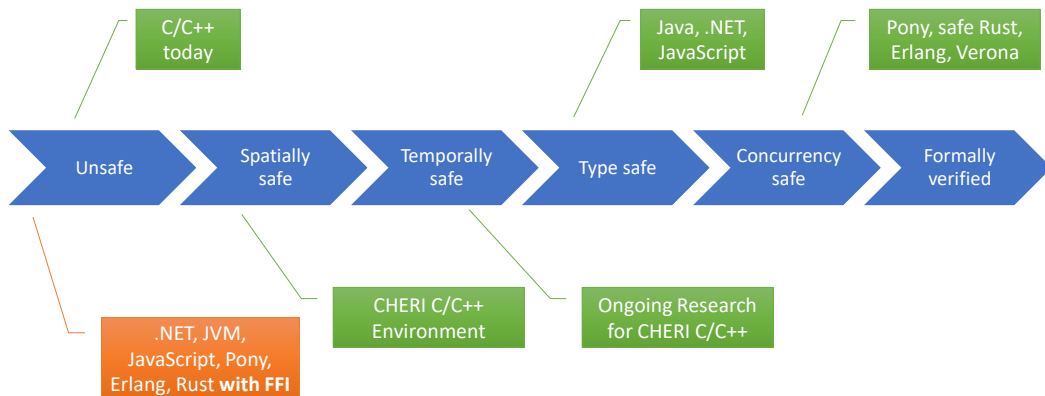 C/C++
today
Java, .NET,
JavaScript
Pony, safe Rust,
Erlang, Verona
Unsafe
Spatially
safe
Temporally
safe
Type safe
Concurrency
safe
Formally
verified
.NET, JVM,
JavaScript, Pony,
Erlang, Rust with FFI
CHERI C/C++
Environment
Ongoing Research
for CHERI C/C++